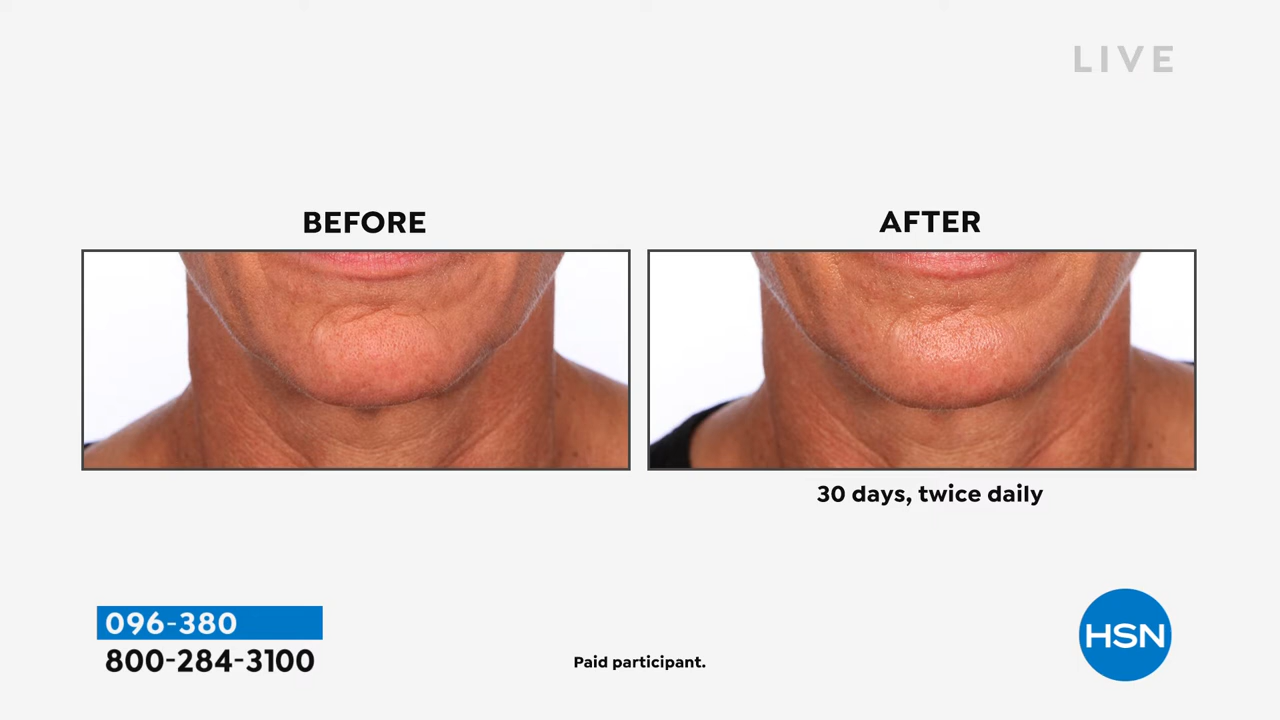 LIVE
BEFORE
AFTER
30 days, twice daily
096-380
800-284-3100
Paid participant.
HSN